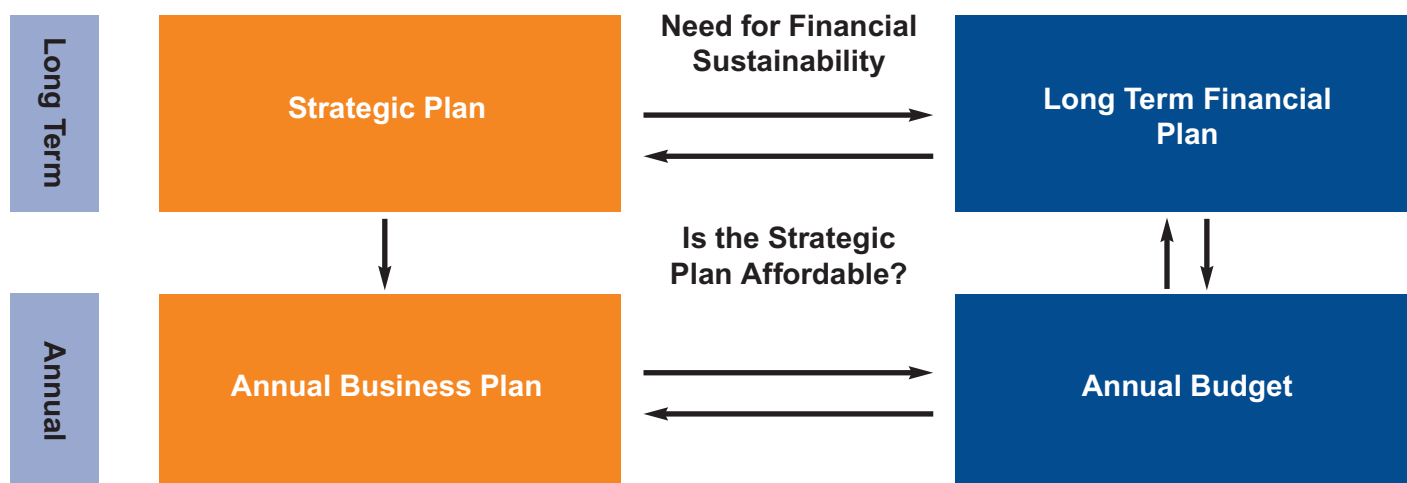 Long Term
Strategic Plan
Need for Financial
Sustainability
Long Term Financial
Plan
Is the Strategic
Plan Affordable?
Annual
Annual Business Plan
Annual Budget